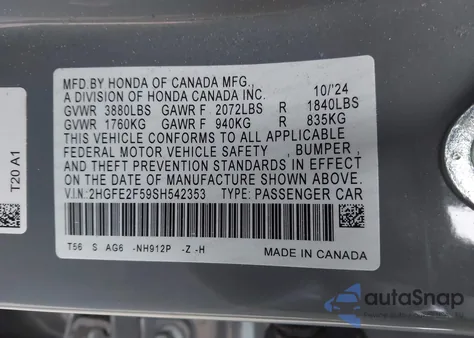 MFD.BY HONDA OF CANADA MFG.,
A DIVISION OF HONDA CANADA INC. 10/'24
GVWR 3880LBS GAWR F 2072LBS R 1840LBS
GVWR 1760KG GAWR F 940KG R 835KG
THIS VEHICLE CONFORMS TO ALL APPLICABLE
FEDERAL MOTOR VEHICLE SAFETY , BUMPER ,
AND THEFT PREVENTION STANDARDS IN EFFECT
ON THE DATE OF MANUFACTURE SHOWN ABOVE.
V.I.N:2HGFE2F59SH542353 TYPE: PASSENGER CAR
T56 S AG6 -NH912P -Z -H
MADE IN CANADA
T20 A1
autoSnap